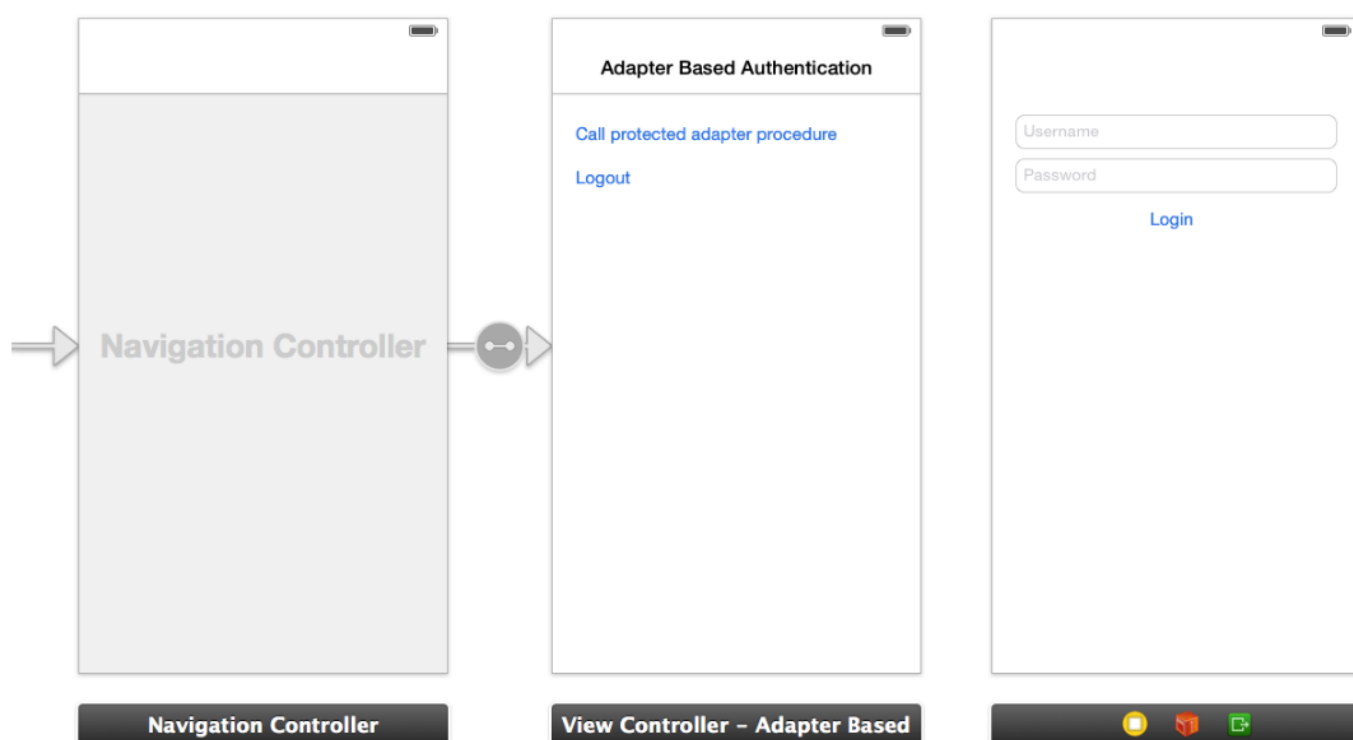 Navigation Controller
Navigation Controller
Adapter Based Authentication
Call protected adapter procedure
Logout
View Controller – Adapter Based
Username
Password
Login